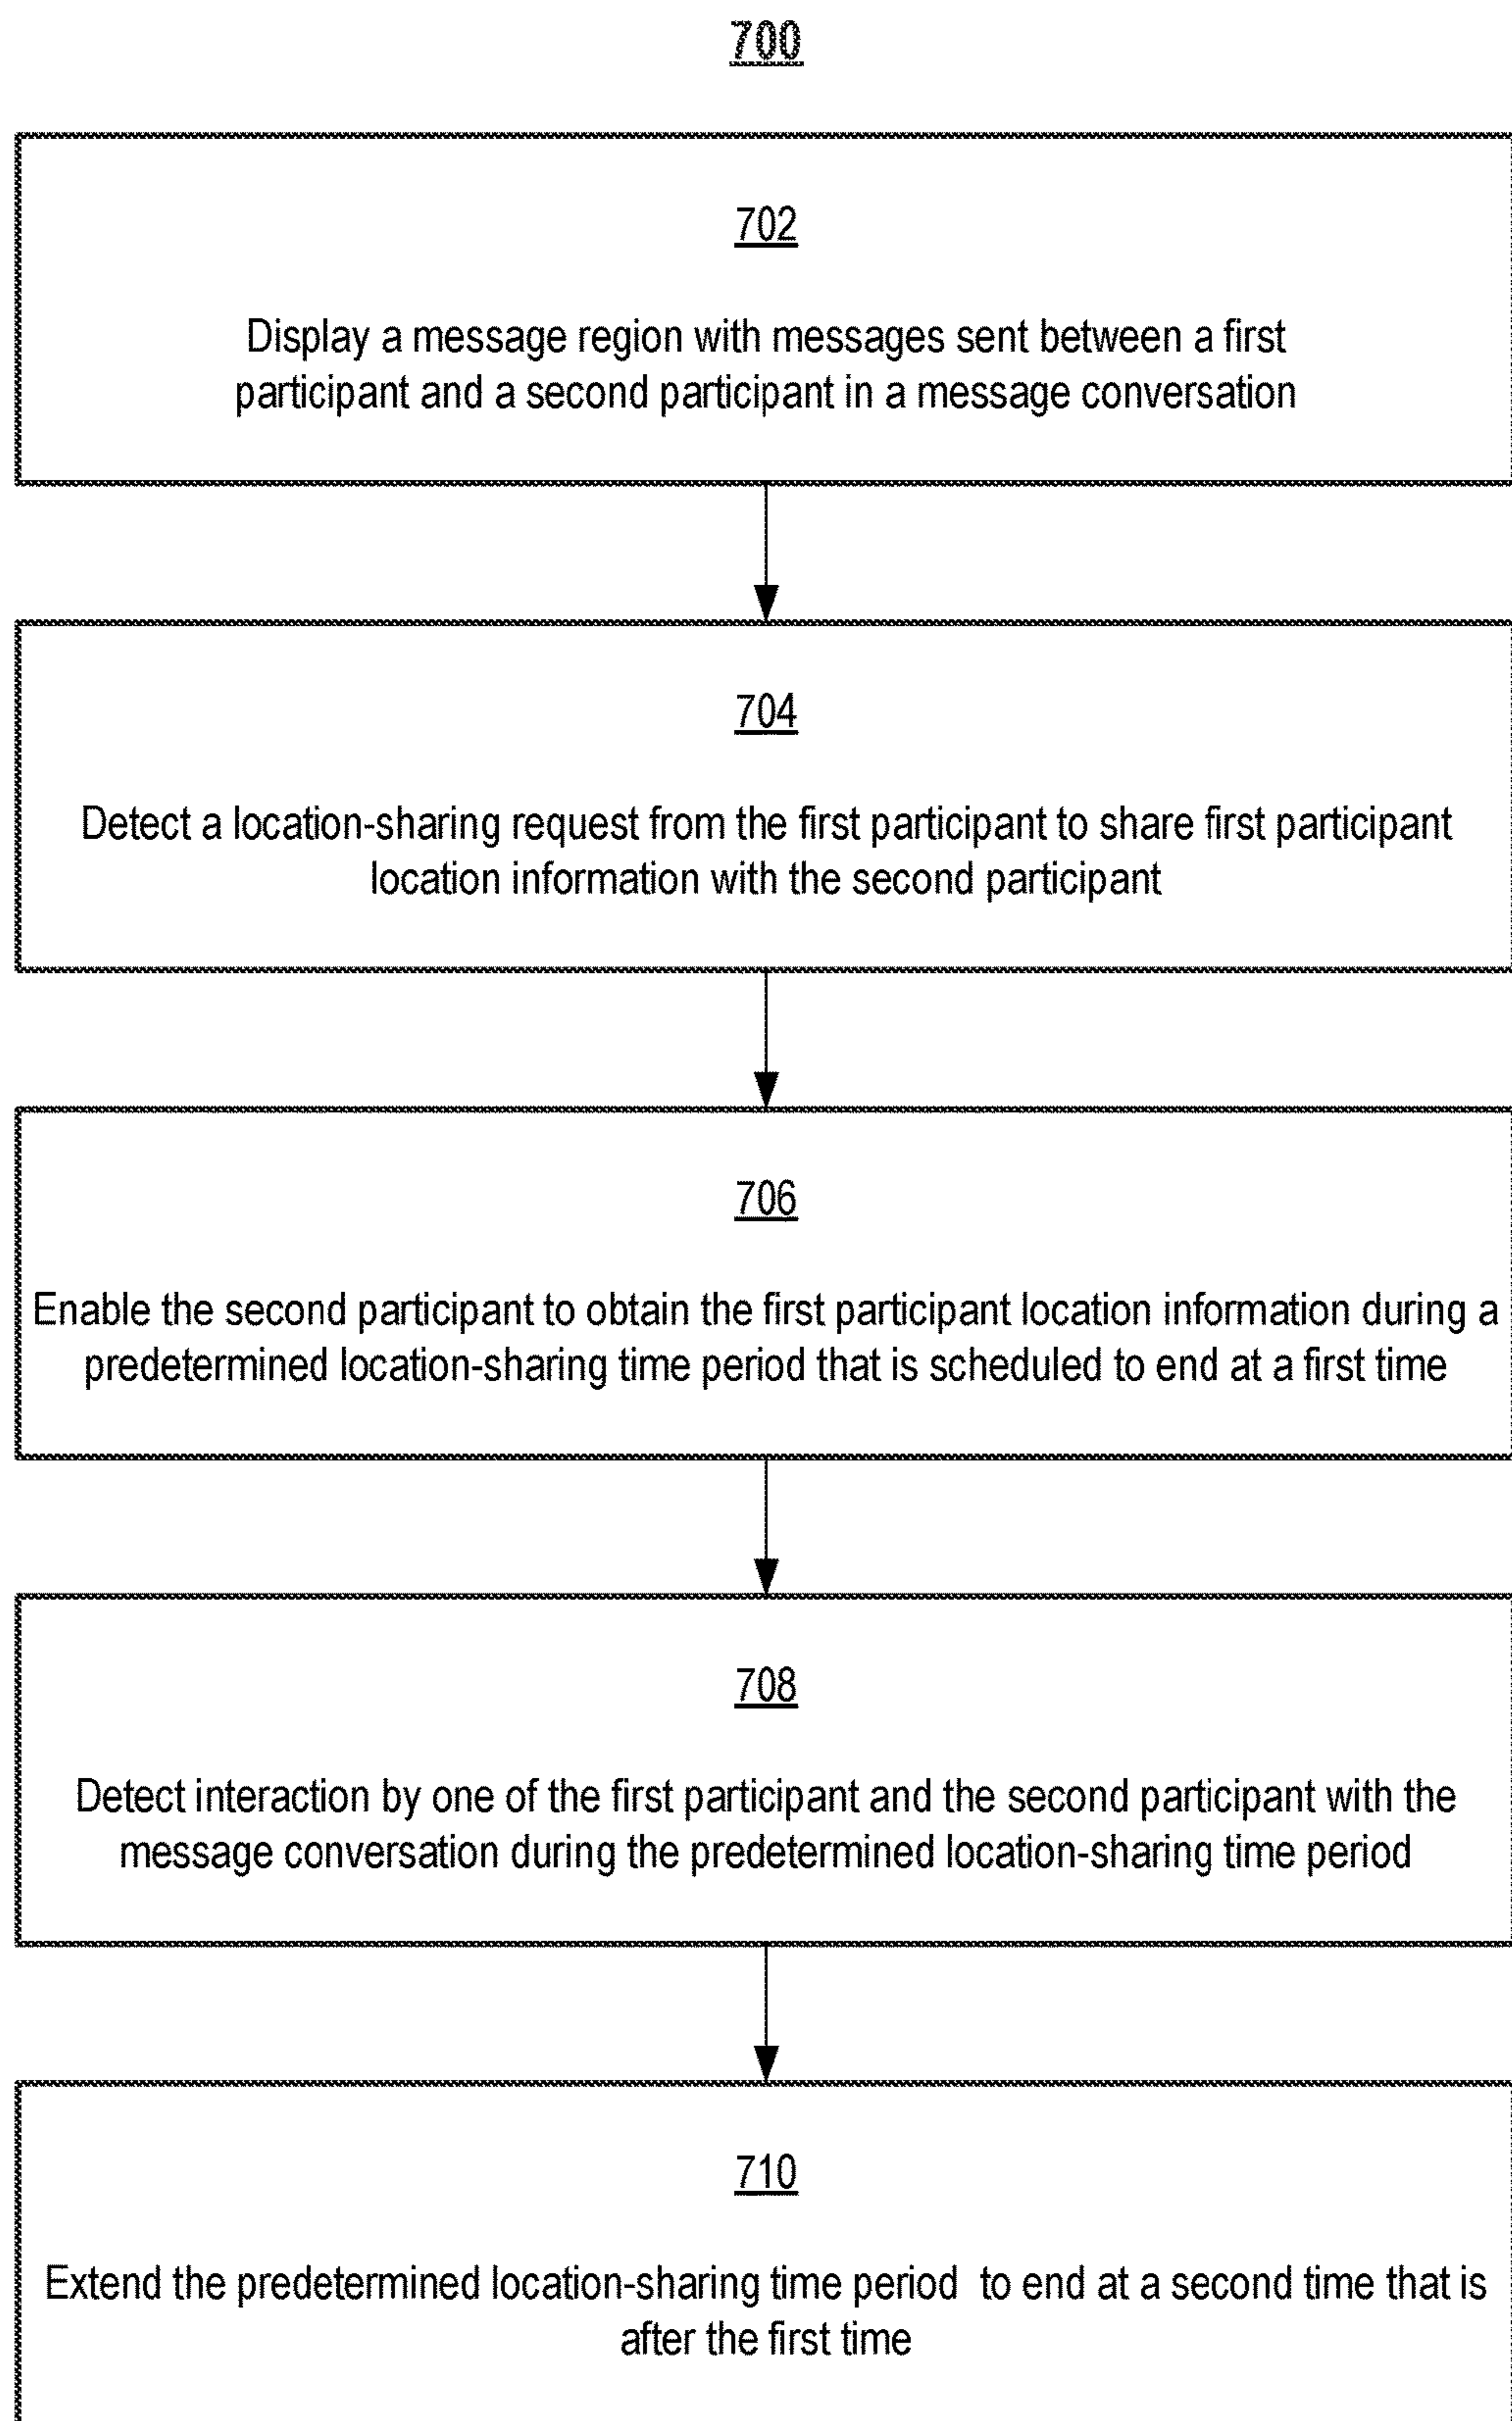 700
702
Display a message region with messages sent between a first
participant and a second participant in a message conversation
704
Detect a location-sharing request from the first participant to share first participant
location information with the second participant
706
Enable the second participant to obtain the first participant location information during a
predetermined location-sharing time period that is scheduled to end at a first time
708
Detect interaction by one of the first participant and the second participant with the
message conversation during the predetermined location-sharing time period
710
Extend the predetermined location-sharing time period  to end at a second time that is
after the first time